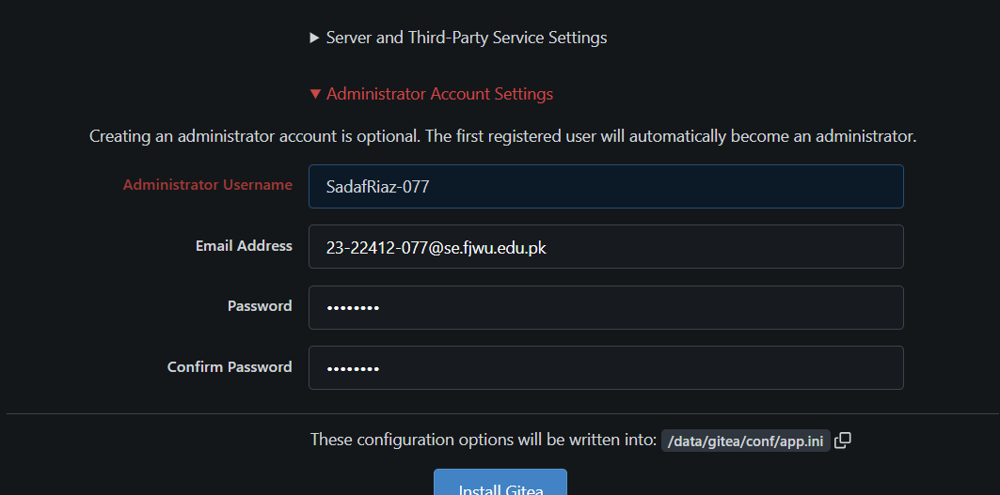 Server and Third-Party Service Settings
Administrator Account Settings
Creating an administrator account is optional. The first registered user will automatically become an administrator.
Administrator Username SadafRiaz-077
Email Address 23-22412-077@se.fjwu.edu.pk
Password ••••••••
Confirm Password ••••••••
These configuration options will be written into: /data/gitea/conf/app.ini
Install Gitea